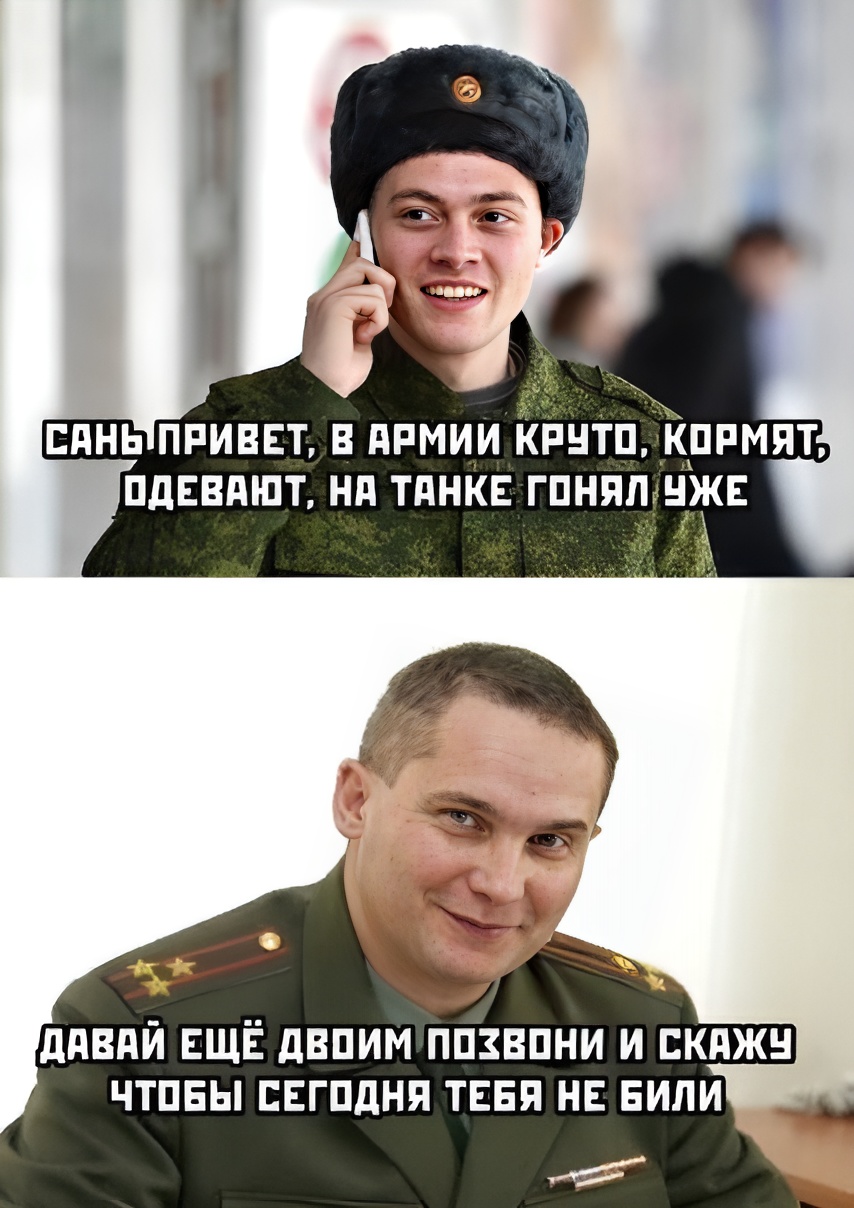 САНЬ ПРИВЕТ, В АРМИИ КРУТО, КОРМЯТ,
ОДЕВАЮТ, НА ТАНКЕ ГОНЯЛ УЖЕ
ДАВАЙ ЕЩЁ ДВОИМ ПОЗВОНИ И СКАЖУ
ЧТОБЫ СЕГОДНЯ ТЕБЯ НЕ БИЛИ